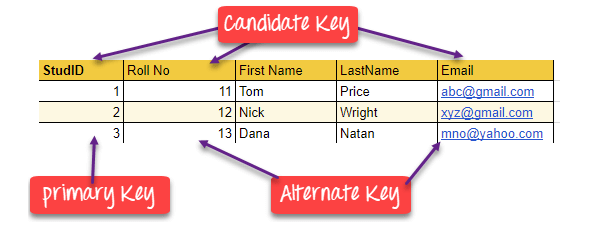 Candidate Key
StudID Roll No First Name LastName Email
1 11 Tom Price abc@gmail.com
2 12 Nick Wright xyz@gmail.com
3 13 Dana Natan mno@yahoo.com
primary Key Alternate Key